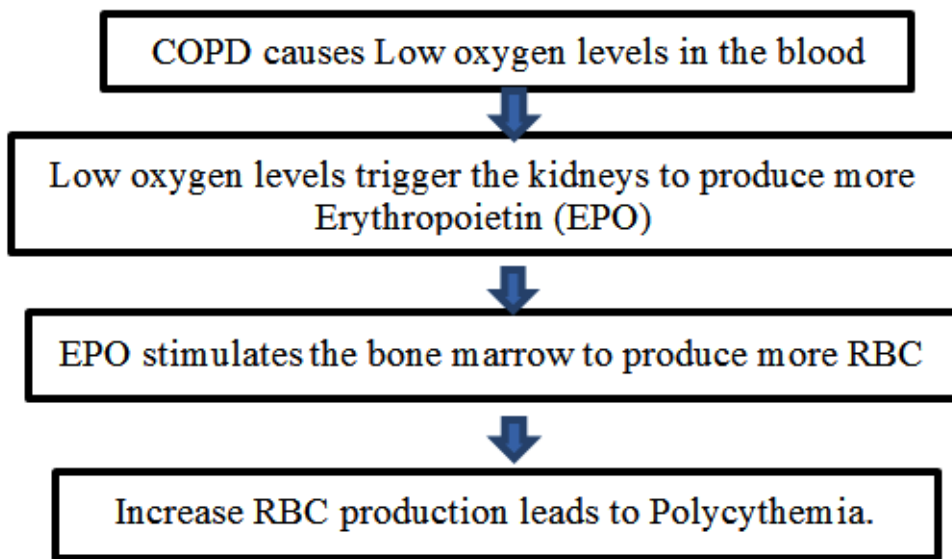 COPD causes Low oxygen levels in the blood
Low oxygen levels trigger the kidneys to produce more
Erythropoietin (EPO)
EPO stimulates the bone marrow to produce more RBC
Increase RBC production leads to Polycythemia.